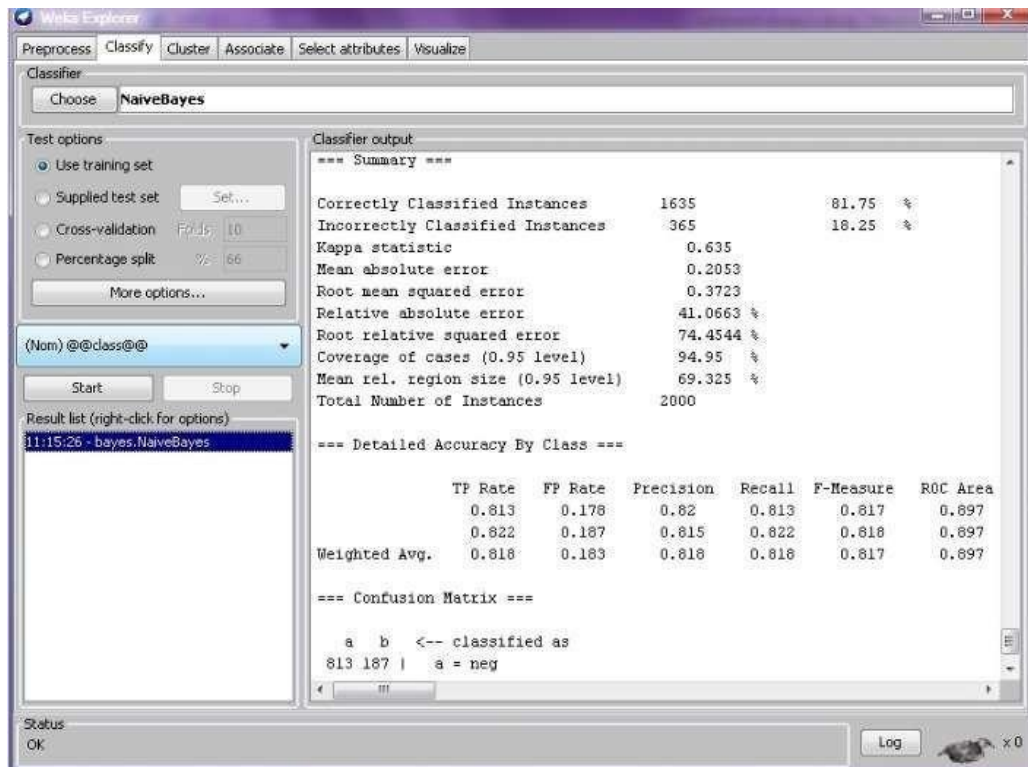 Weka Explorer
Preprocess Classify Cluster Associate Select attributes Visualize
Classifier
Choose NaiveBayes
Test options
Use training set
Supplied test set Set...
Cross-validation Folds 10
Percentage split % 66
More options...
(Nom) @@class@@
Start Stop
Result list (right-click for options)
11:15:26 - bayes.NaiveBayes
Classifier output
=== Summary ===
Correctly Classified Instances 1635 81.75 %
Incorrectly Classified Instances 365 18.25 %
Kappa statistic 0.635
Mean absolute error 0.2053
Root mean squared error 0.3723
Relative absolute error 41.0663 %
Root relative squared error 74.4544 %
Coverage of cases (0.95 level) 94.95 %
Mean rel. region size (0.95 level) 69.325 %
Total Number of Instances 2000
=== Detailed Accuracy By Class ===
TP Rate FP Rate Precision Recall F-Measure ROC Area
0.813 0.178 0.82 0.813 0.817 0.897
0.822 0.187 0.815 0.822 0.818 0.897
Weighted Avg. 0.818 0.183 0.818 0.818 0.817 0.897
=== Confusion Matrix ===
a b <-- classified as
813 187 | a = neg
Status
OK
Log
x 0